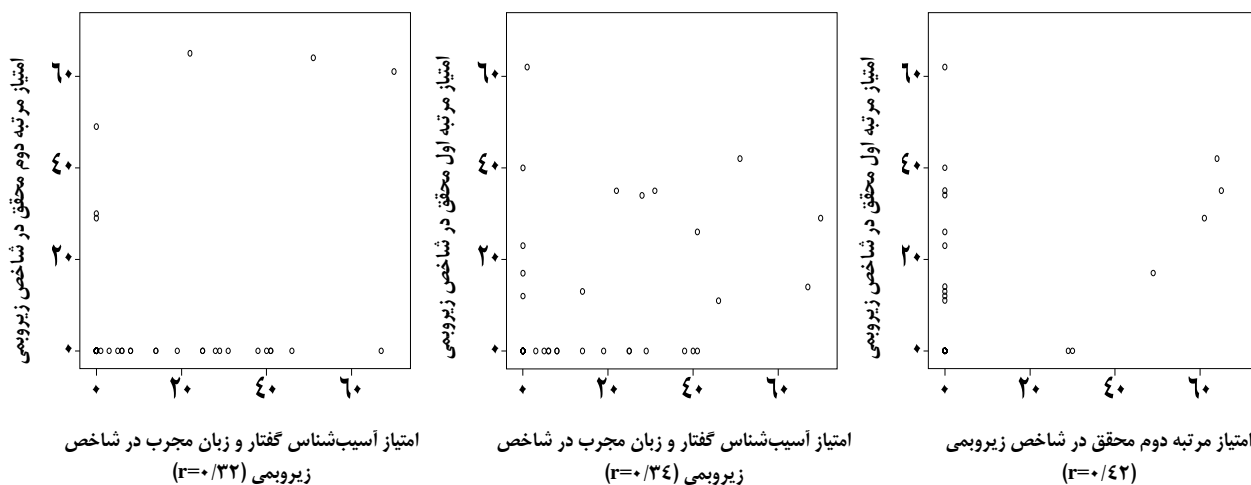 امتیاز مرتبه دوم محقق در شاخص زیروبمی
۶۰
۴۰
۲۰
۰
۰ ۲۰ ۴۰ ۶۰
امتیاز آسیب‌شناس گفتار و زبان مجرب در شاخص
زیروبمی (r=۰/۳۲)
امتیاز مرتبه اول محقق در شاخص زیروبمی
۶۰
۴۰
۲۰
۰
۰ ۲۰ ۴۰ ۶۰
امتیاز آسیب‌شناس گفتار و زبان مجرب در شاخص
زیروبمی (r=۰/۳٤)
امتیاز مرتبه اول محقق در شاخص زیروبمی
۶۰
۴۰
۲۰
۰
۰ ۲۰ ۴۰ ۶۰
امتیاز مرتبه دوم محقق در شاخص زیروبمی
(r=۰/٤۲)